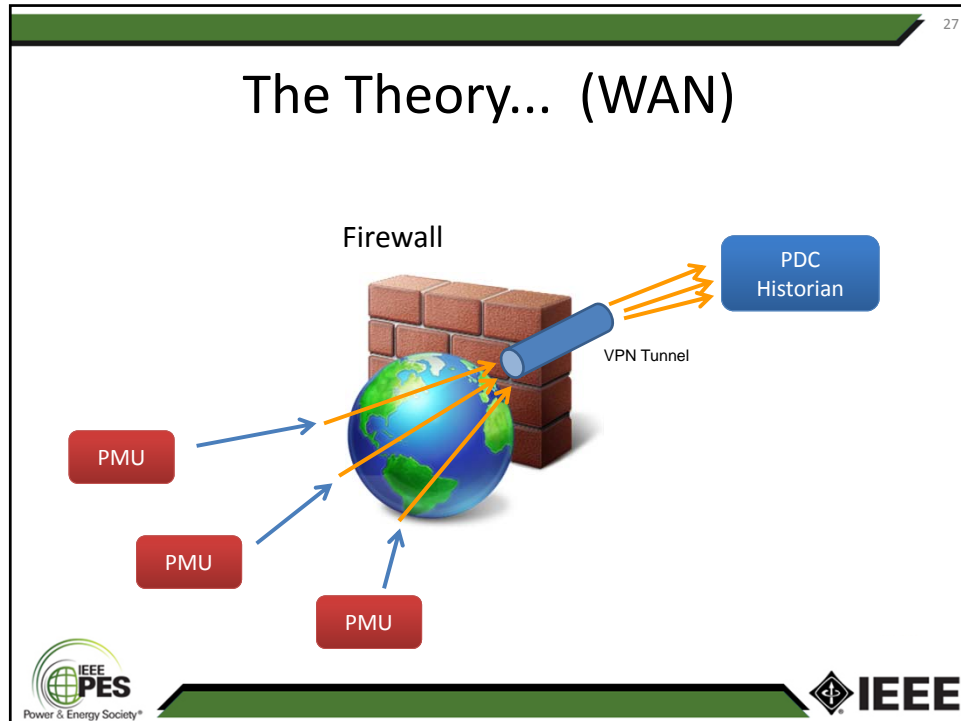 27
The Theory... (WAN)
Firewall
PDC
Historian
VPN Tunnel
PMU
PMU
PMU
IEEE
PES
Power & Energy Society®
IEEE